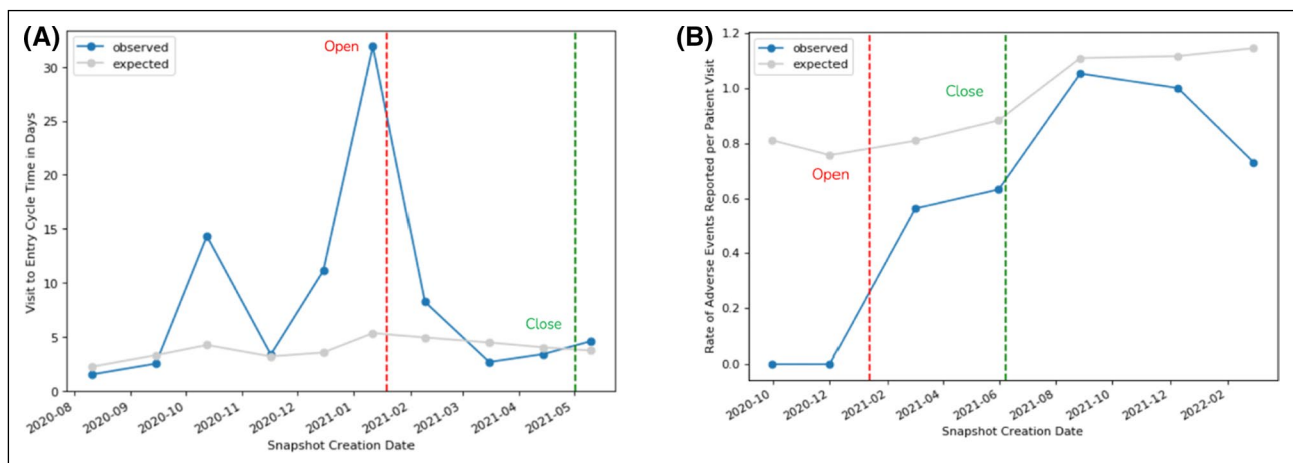 (A)
observed
expected
Open
Close
Visit to Entry Cycle Time in Days
30
25
20
15
10
5
0
2020-08
2020-09
2020-10
2020-11
2020-12
2021-01
2021-02
2021-03
2021-04
2021-05
Snapshot Creation Date
(B)
observed
expected
Open
Close
Rate of Adverse Events Reported per Patient Visit
1.2
1.0
0.8
0.6
0.4
0.2
0.0
2020-10
2020-12
2021-02
2021-04
2021-06
2021-08
2021-10
2021-12
2022-02
Snapshot Creation Date